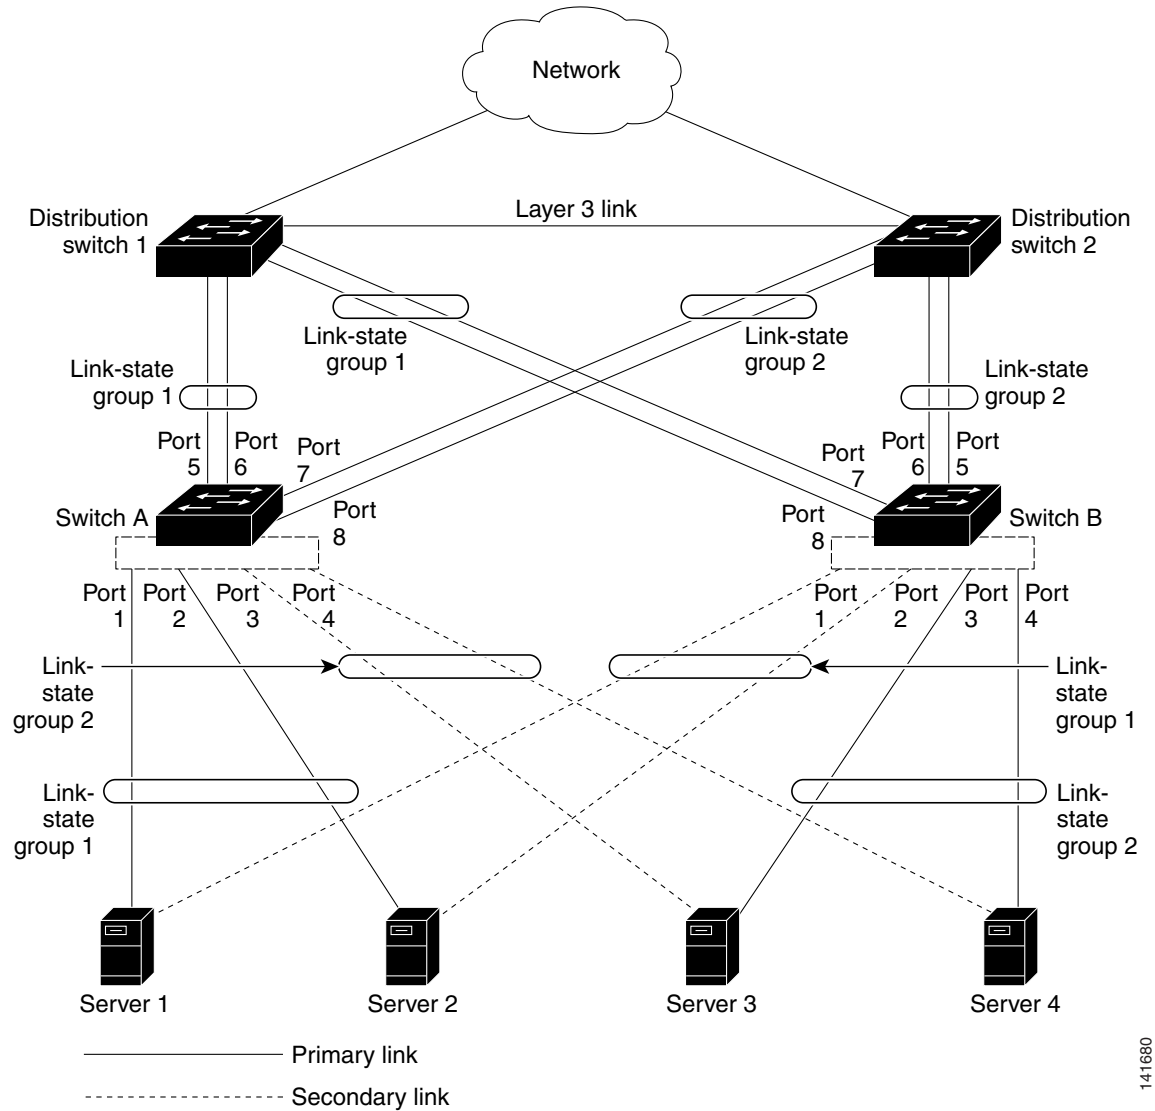 Network
Layer 3 link
Distribution
switch 1
Distribution
switch 2
Link-state
group 1
Link-state
group 2
Link-state
group 1
Link-state
group 2
Port
5
Port
6
Port
7
Port
8
Port
7
Port
6
Port
5
Port
8
Switch A
Switch B
Port
1
Port
2
Port
3
Port
4
Port
1
Port
2
Port
3
Port
4
Link-
state
group 2
Link-
state
group 1
Link-
state
group 1
Link-
state
group 2
Server 1
Server 2
Server 3
Server 4
Primary link
Secondary link
141680